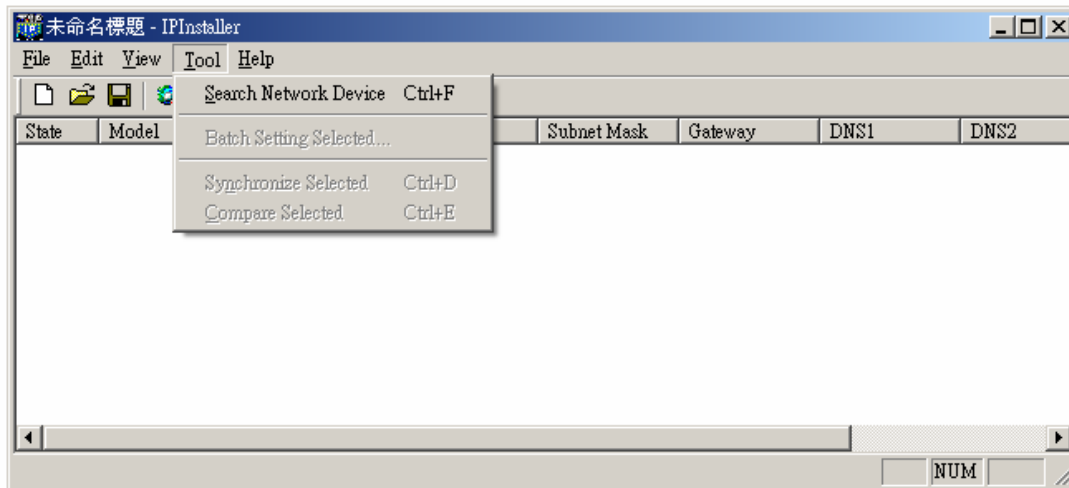 未命名標題 - IPInstaller
File Edit View Tool Help
Search Network Device Ctrl+F
Batch Setting Selected...
Synchronize Selected Ctrl+D
Compare Selected Ctrl+E
State Model Subnet Mask Gateway DNS1 DNS2
NUM